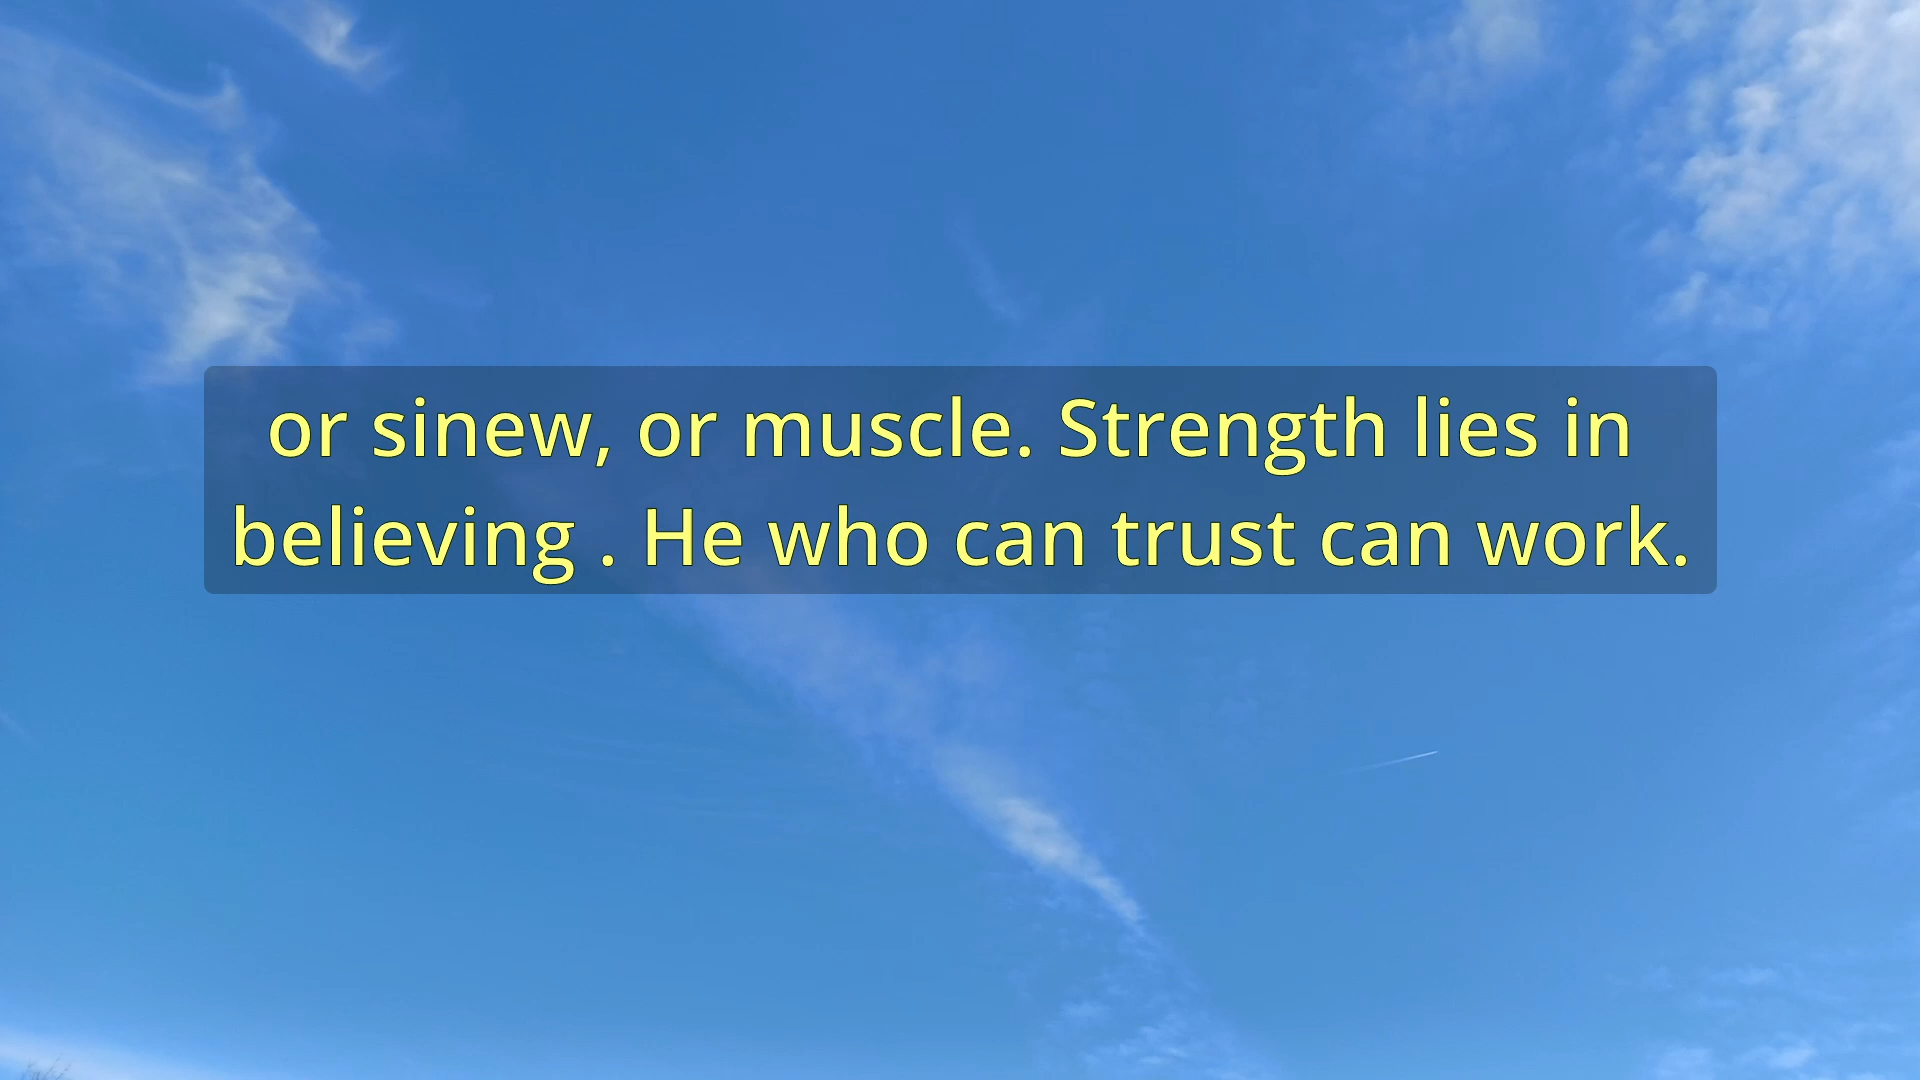 or sinew, or muscle. Strength lies in
believing . He who can trust can work.